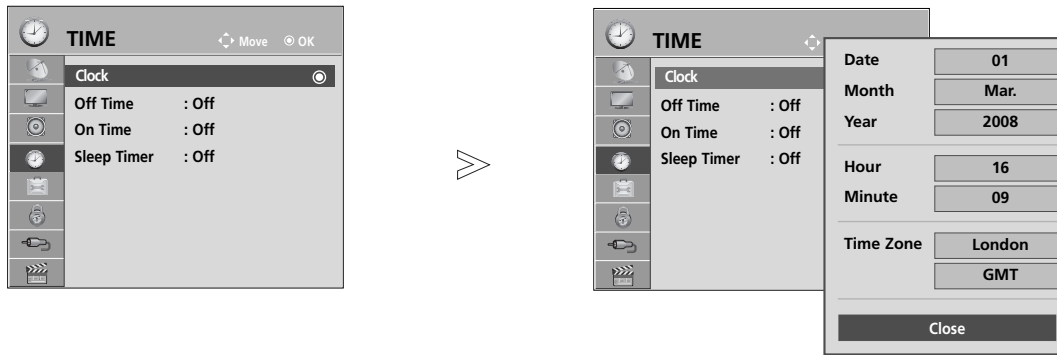 TIME Move OK
Clock
Off Time : Off
On Time : Off
Sleep Timer : Off
TIME
Clock
Off Time : Off
On Time : Off
Sleep Timer : Off
Date 01
Month Mar.
Year 2008
Hour 16
Minute 09
Time Zone London
GMT
Close